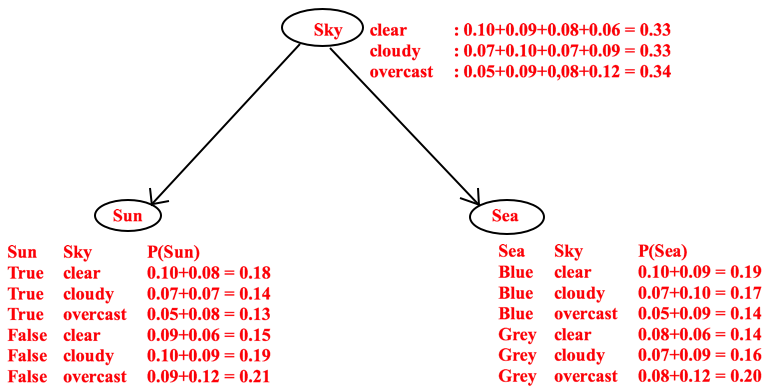 Sky
clear : 0.10+0.09+0.08+0.06 = 0.33
cloudy : 0.07+0.10+0.07+0.09 = 0.33
overcast : 0.05+0.09+0,08+0.12 = 0.34
Sun
Sea
Sun Sky P(Sun)
True clear 0.10+0.08 = 0.18
True cloudy 0.07+0.07 = 0.14
True overcast 0.05+0.08 = 0.13
False clear 0.09+0.06 = 0.15
False cloudy 0.10+0.09 = 0.19
False overcast 0.09+0.12 = 0.21
Sea Sky P(Sea)
Blue clear 0.10+0.09 = 0.19
Blue cloudy 0.07+0.10 = 0.17
Blue overcast 0.05+0.09 = 0.14
Grey clear 0.08+0.06 = 0.14
Grey cloudy 0.07+0.09 = 0.16
Grey overcast 0.08+0.12 = 0.20